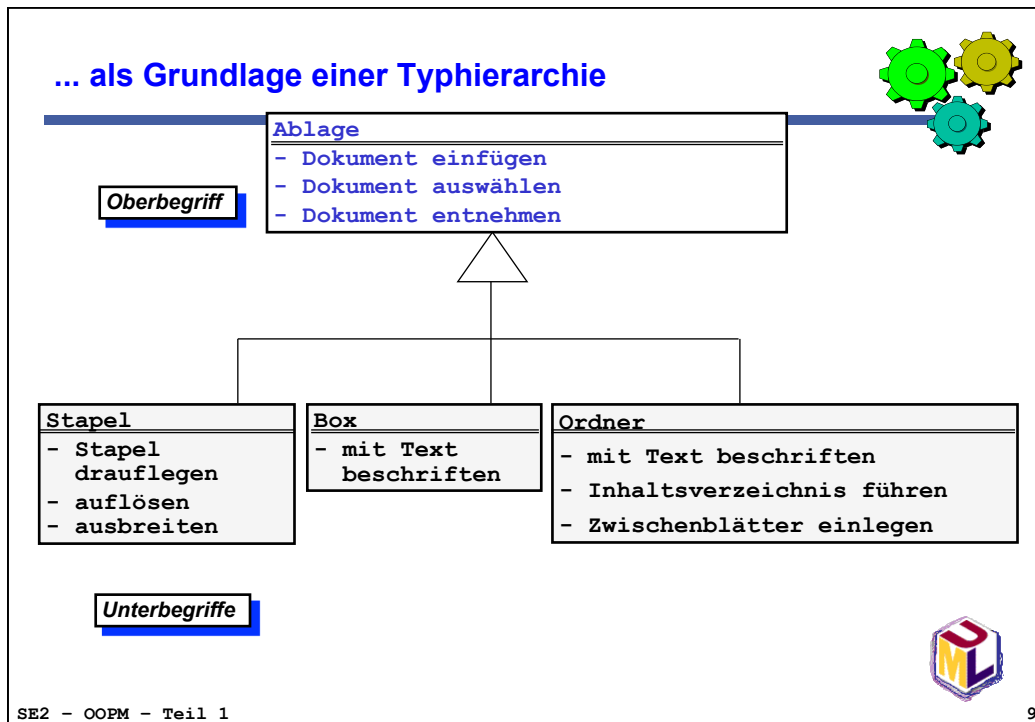 ... als Grundlage einer Typhierarchie
Ablage
- Dokument einfügen
- Dokument auswählen
- Dokument entnehmen
Oberbegriff
Stapel
- Stapel
drauflegen
- auflösen
- ausbreiten
Box
- mit Text
beschriften
Ordner
- mit Text beschriften
- Inhaltsverzeichnis führen
- Zwischenblätter einlegen
Unterbegriffe
UML
SE2 - OOPM - Teil 1
9